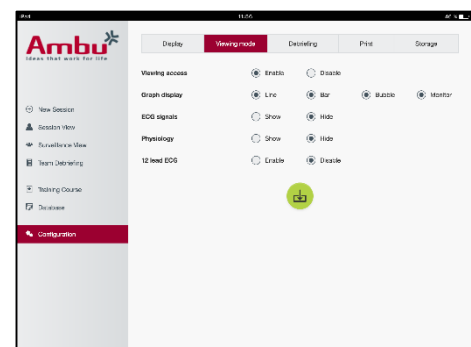 iPad 11.56
Ambu
Ideas that work for life
Display Viewing mode Debriefing Print Storage
Viewing access Enable Disable
Graph display Line Bar Bubble Monitor
New Session
ECG signals Show Hide
Session View
Surveillance View
Physiology Show Hide
Team Debriefing
12 lead ECG Enable Disable
Training Course
Database
Configuration